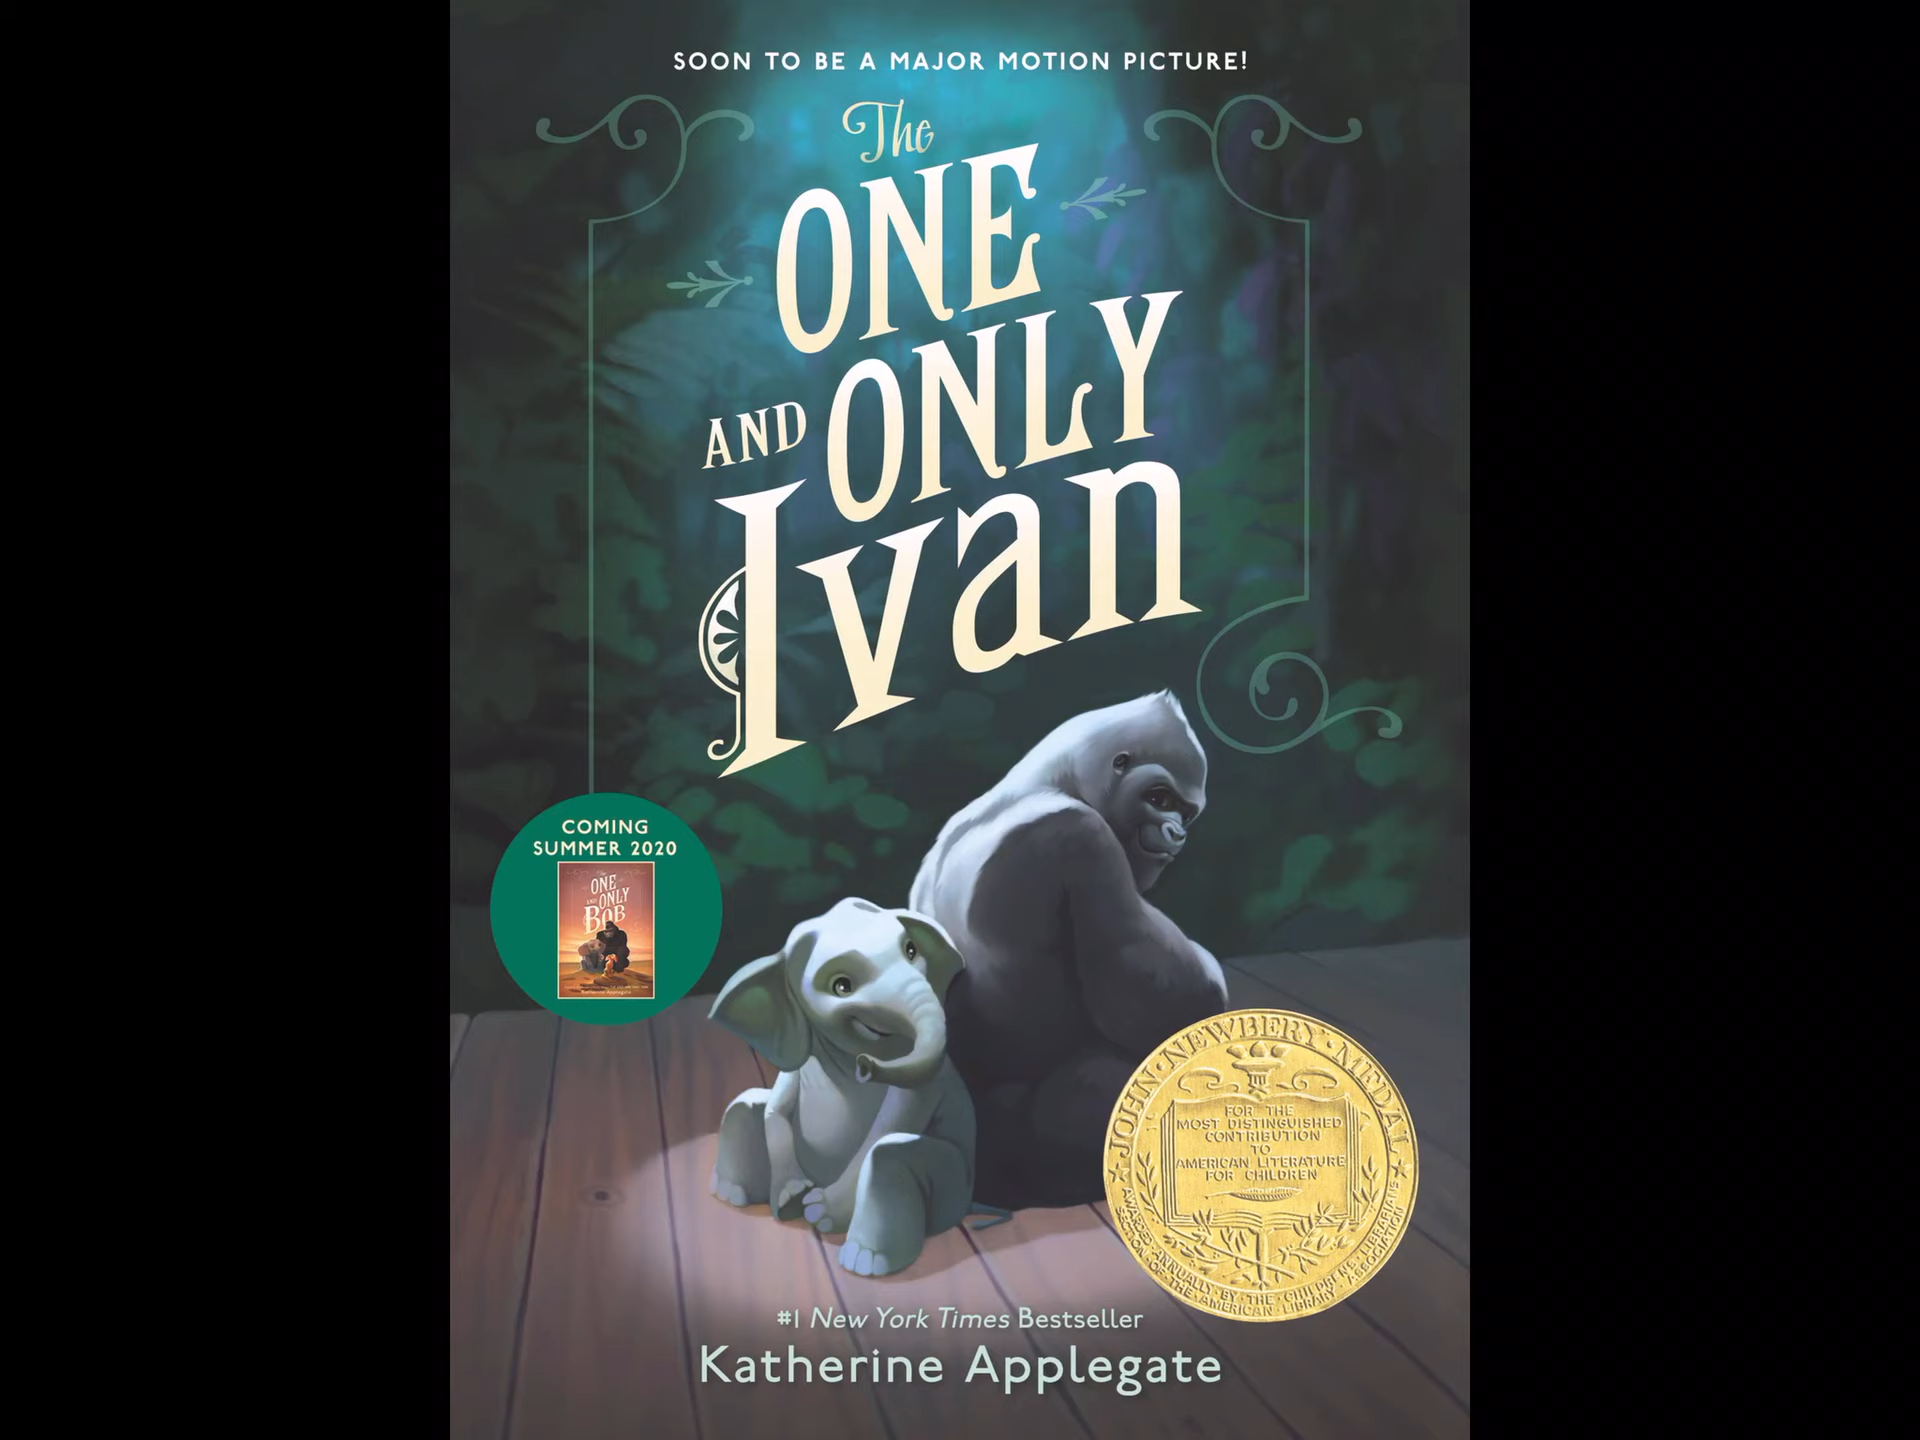 SOON TO BE A MAJOR MOTION PICTURE!
The
ONE
AND ONLY
Ivan
COMING
SUMMER 2020
The
ONE
AND ONLY
BOB
Katherine Applegate
JOHN · NEWBERY · MEDAL
FOR THE
MOST DISTINGUISHED
CONTRIBUTION
TO
AMERICAN LITERATURE
FOR CHILDREN
AWARDED ANNUALLY BY THE CHILDREN'S LIBRARIANS
SECTION OF THE AMERICAN LIBRARY ASSOCIATION
#1 New York Times Bestseller
Katherine Applegate